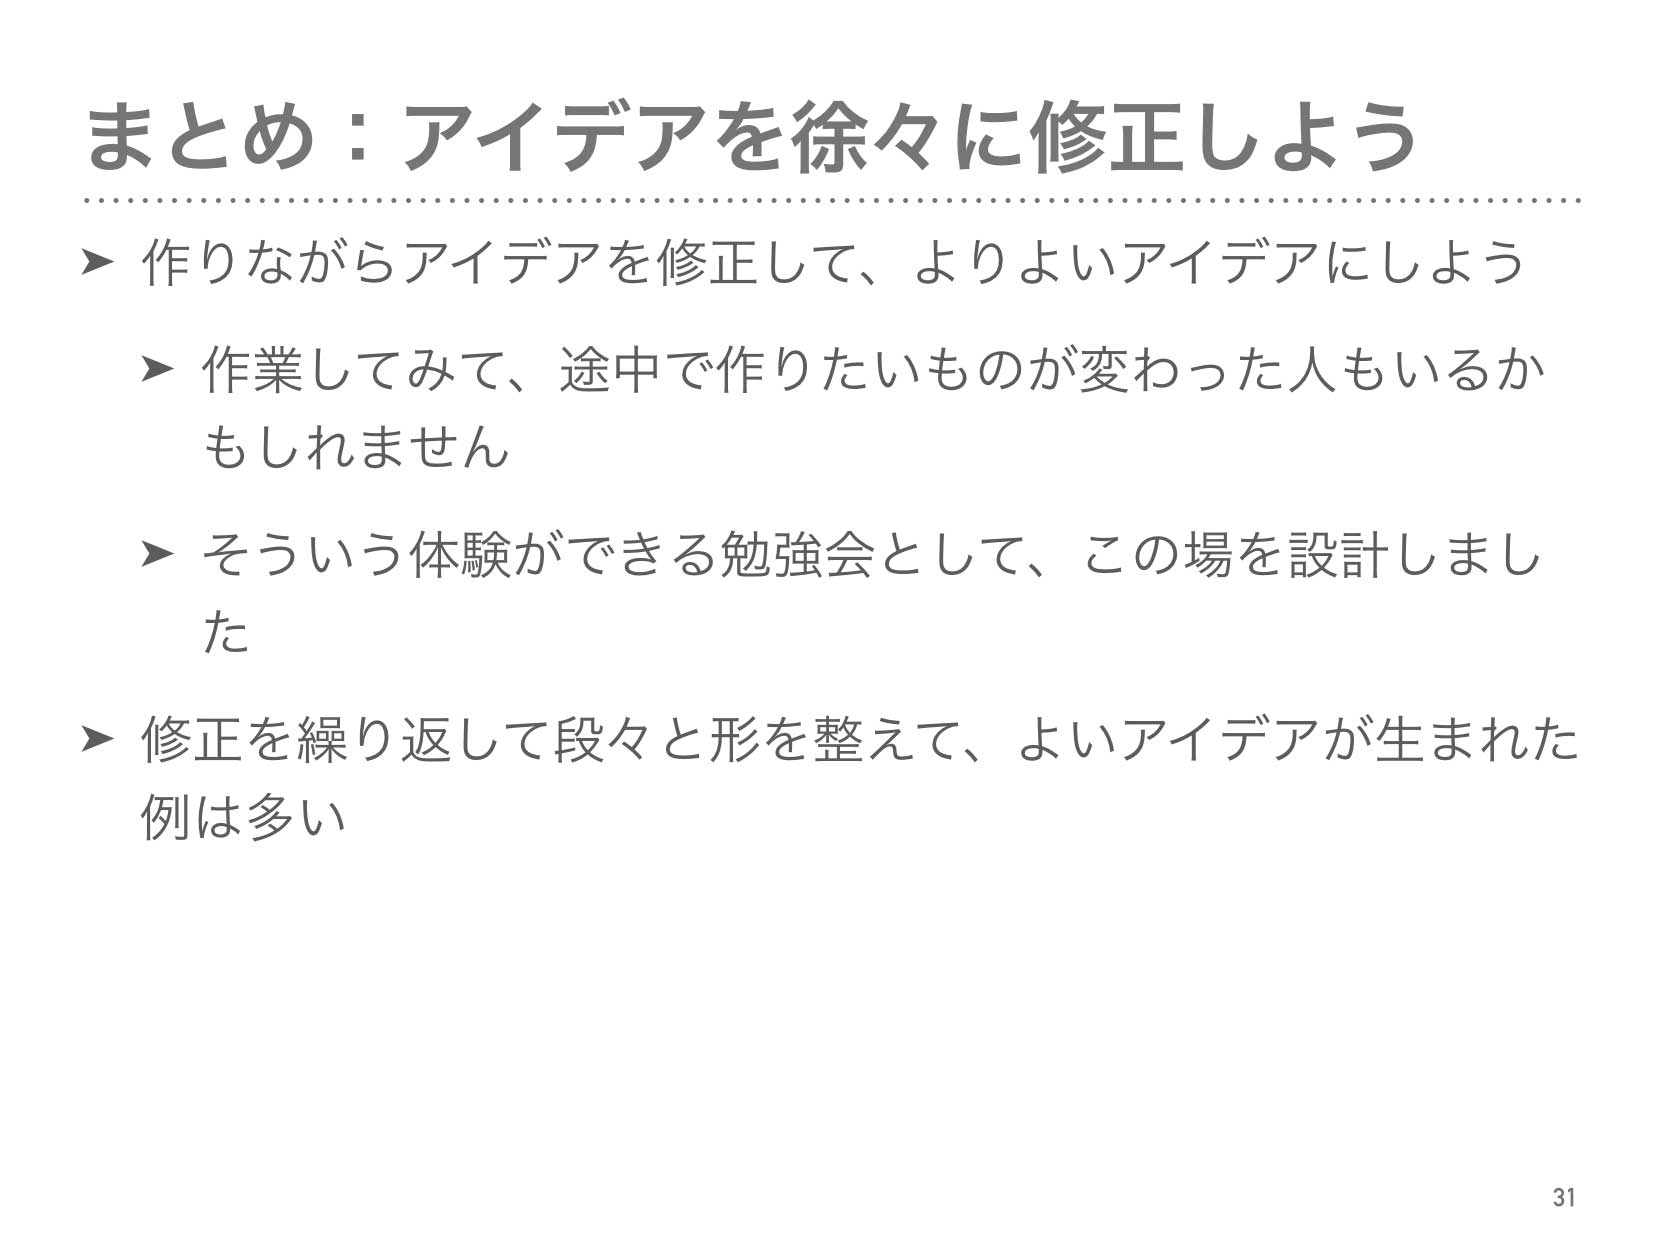 まとめ：アイデアを徐々に修正しよう
➤ 作りながらアイデアを修正して、よりよいアイデアにしよう
➤ 作業してみて、途中で作りたいものが変わった人もいるか
もしれません
➤ そういう体験ができる勉強会として、この場を設計しまし
た
➤ 修正を繰り返して段々と形を整えて、よいアイデアが生まれた
例は多い
31